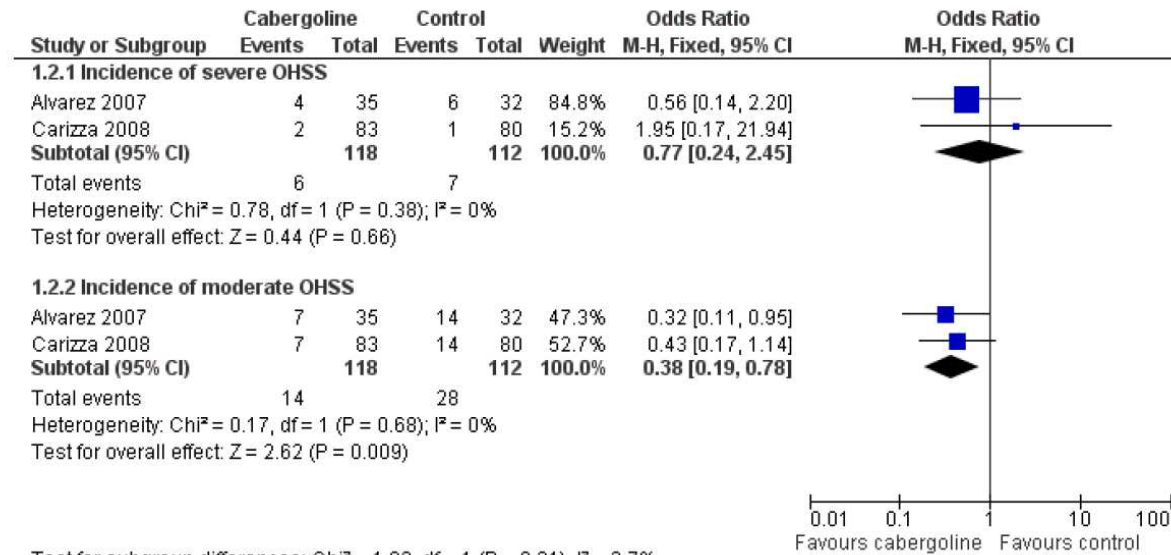 Cabergoline Control Odds Ratio Odds Ratio
Study or Subgroup Events Total Events Total Weight M-H, Fixed, 95% CI M-H, Fixed, 95% CI
1.2.1 Incidence of severe OHSS
Alvarez 2007 4 35 6 32 84.8% 0.56 [0.14, 2.20]
Carizza 2008 2 83 1 80 15.2% 1.95 [0.17, 21.94]
Subtotal (95% CI) 118 112 100.0% 0.77 [0.24, 2.45]
Total events 6 7
Heterogeneity: Chi² = 0.78, df = 1 (P = 0.38); I² = 0%
Test for overall effect: Z = 0.44 (P = 0.66)
1.2.2 Incidence of moderate OHSS
Alvarez 2007 7 35 14 32 47.3% 0.32 [0.11, 0.95]
Carizza 2008 7 83 14 80 52.7% 0.43 [0.17, 1.14]
Subtotal (95% CI) 118 112 100.0% 0.38 [0.19, 0.78]
Total events 14 28
Heterogeneity: Chi² = 0.17, df = 1 (P = 0.68); I² = 0%
Test for overall effect: Z = 2.62 (P = 0.009)
0.01 0.1 1 10 100
Favours cabergoline Favours control